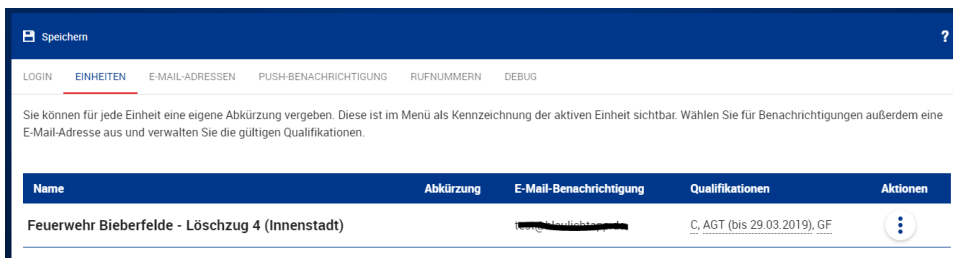 Speichern ?
LOGIN EINHEITEN E-MAIL-ADRESSEN PUSH-BENACHRICHTIGUNG RUFNUMMERN DEBUG
Sie können für jede Einheit eine eigene Abkürzung vergeben. Diese ist im Menü als Kennzeichnung der aktiven Einheit sichtbar. Wählen Sie für Benachrichtigungen außerdem eine
E-Mail-Adresse aus und verwalten Sie die gültigen Qualifikationen.
Name Abkürzung E-Mail-Benachrichtigung Qualifikationen Aktionen
Feuerwehr Bieberfelde - Löschzug 4 (Innenstadt) C, AGT (bis 29.03.2019), GF